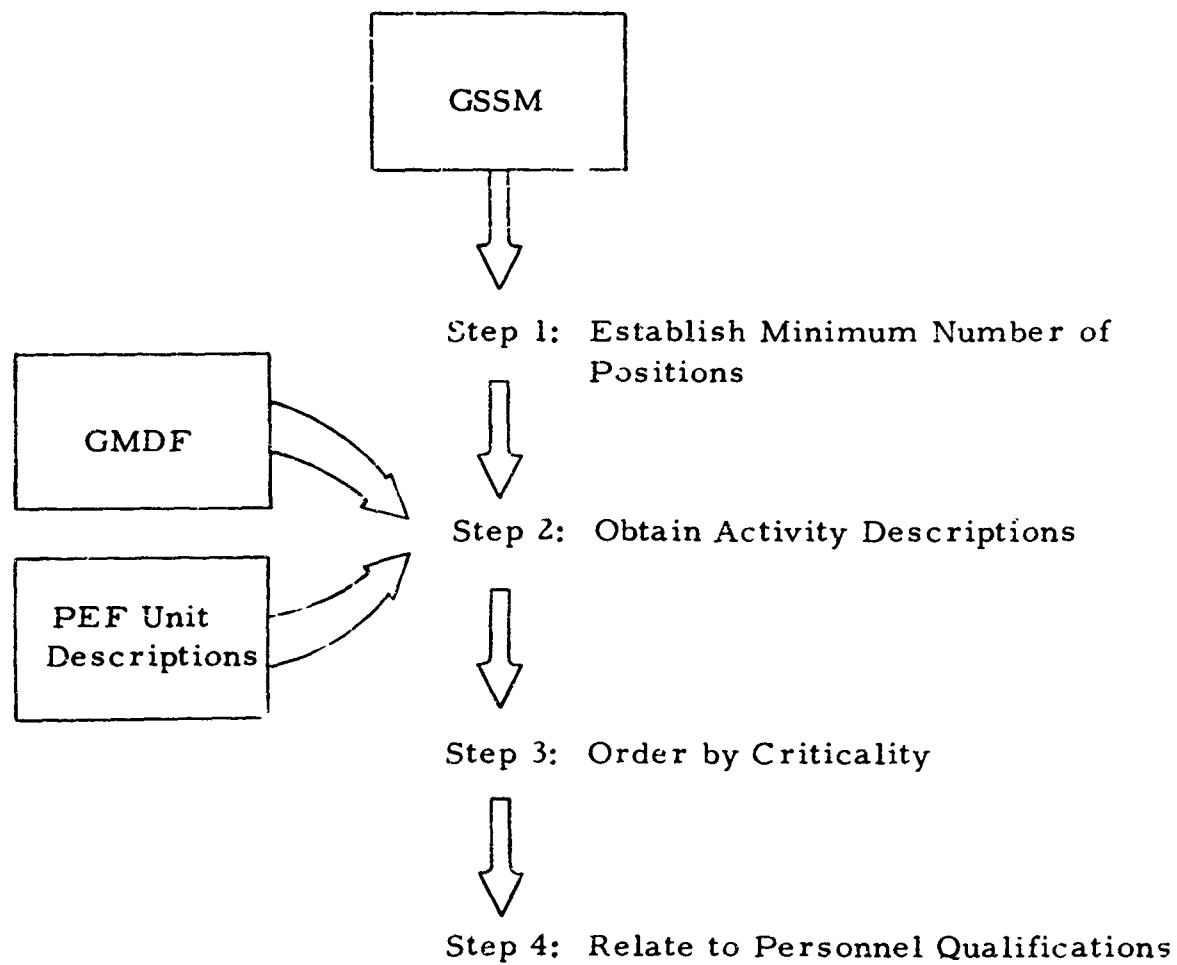 GSSM
Step 1: Establish Minimum Number of
Positions
GMDF
Step 2: Obtain Activity Descriptions
PEF Unit
Descriptions
Step 3: Order by Criticality
Step 4: Relate to Personnel Qualifications